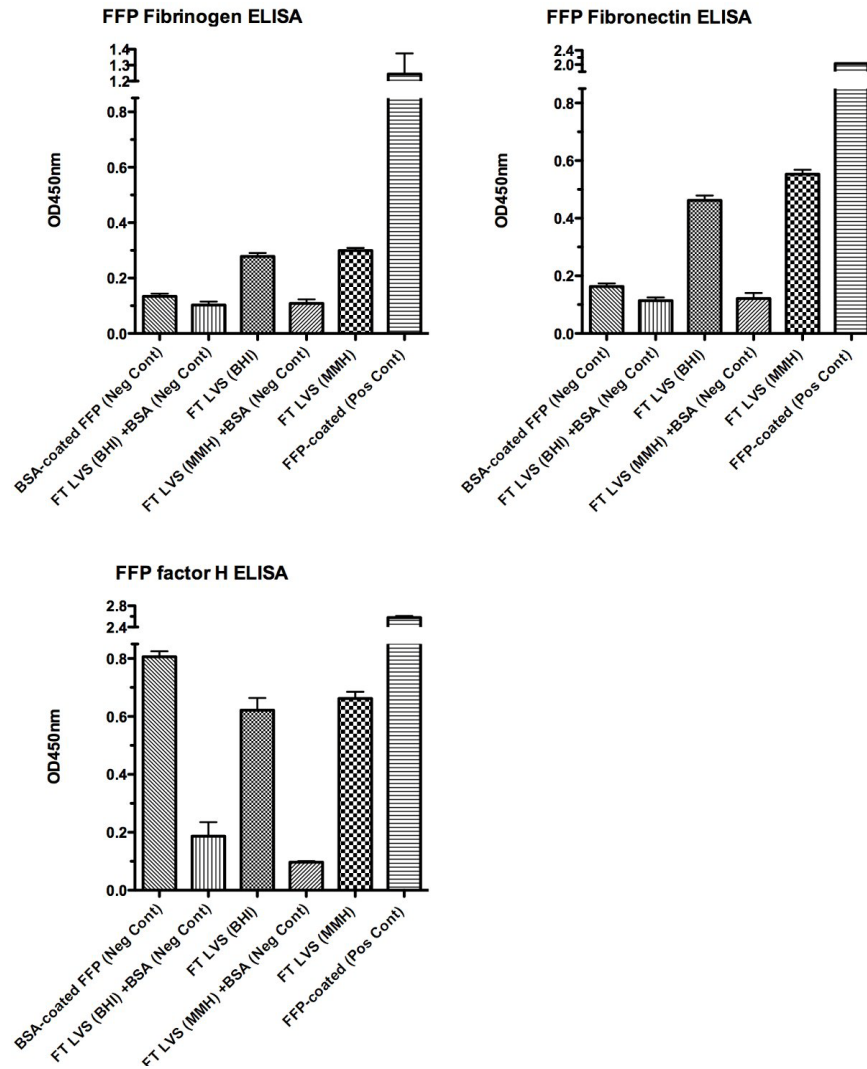 FFP Fibrinogen ELISA
1.4
1.3
1.2
0.8
0.6
0.4
0.2
0.0
OD450nm
BSA-coated FFP (Neg Cont)
FT LVS (BHI) +BSA (Neg Cont)
FT LVS (BHI)
FT LVS (MMH) +BSA (Neg Cont)
FT LVS (MMH)
FFP-coated (Pos Cont)
FFP Fibronectin ELISA
2.4
2.0
0.8
0.6
0.4
0.2
0.0
OD450nm
BSA-coated FFP (Neg Cont)
FT LVS (BHI) +BSA (Neg Cont)
FT LVS (BHI)
FT LVS (MMH) +BSA (Neg Cont)
FT LVS (MMH)
FFP-coated (Pos Cont)
FFP factor H ELISA
2.8
2.4
0.8
0.6
0.4
0.2
0.0
OD450nm
BSA-coated FFP (Neg Cont)
FT LVS (BHI) +BSA (Neg Cont)
FT LVS (BHI)
FT LVS (MMH) +BSA (Neg Cont)
FT LVS (MMH)
FFP-coated (Pos Cont)